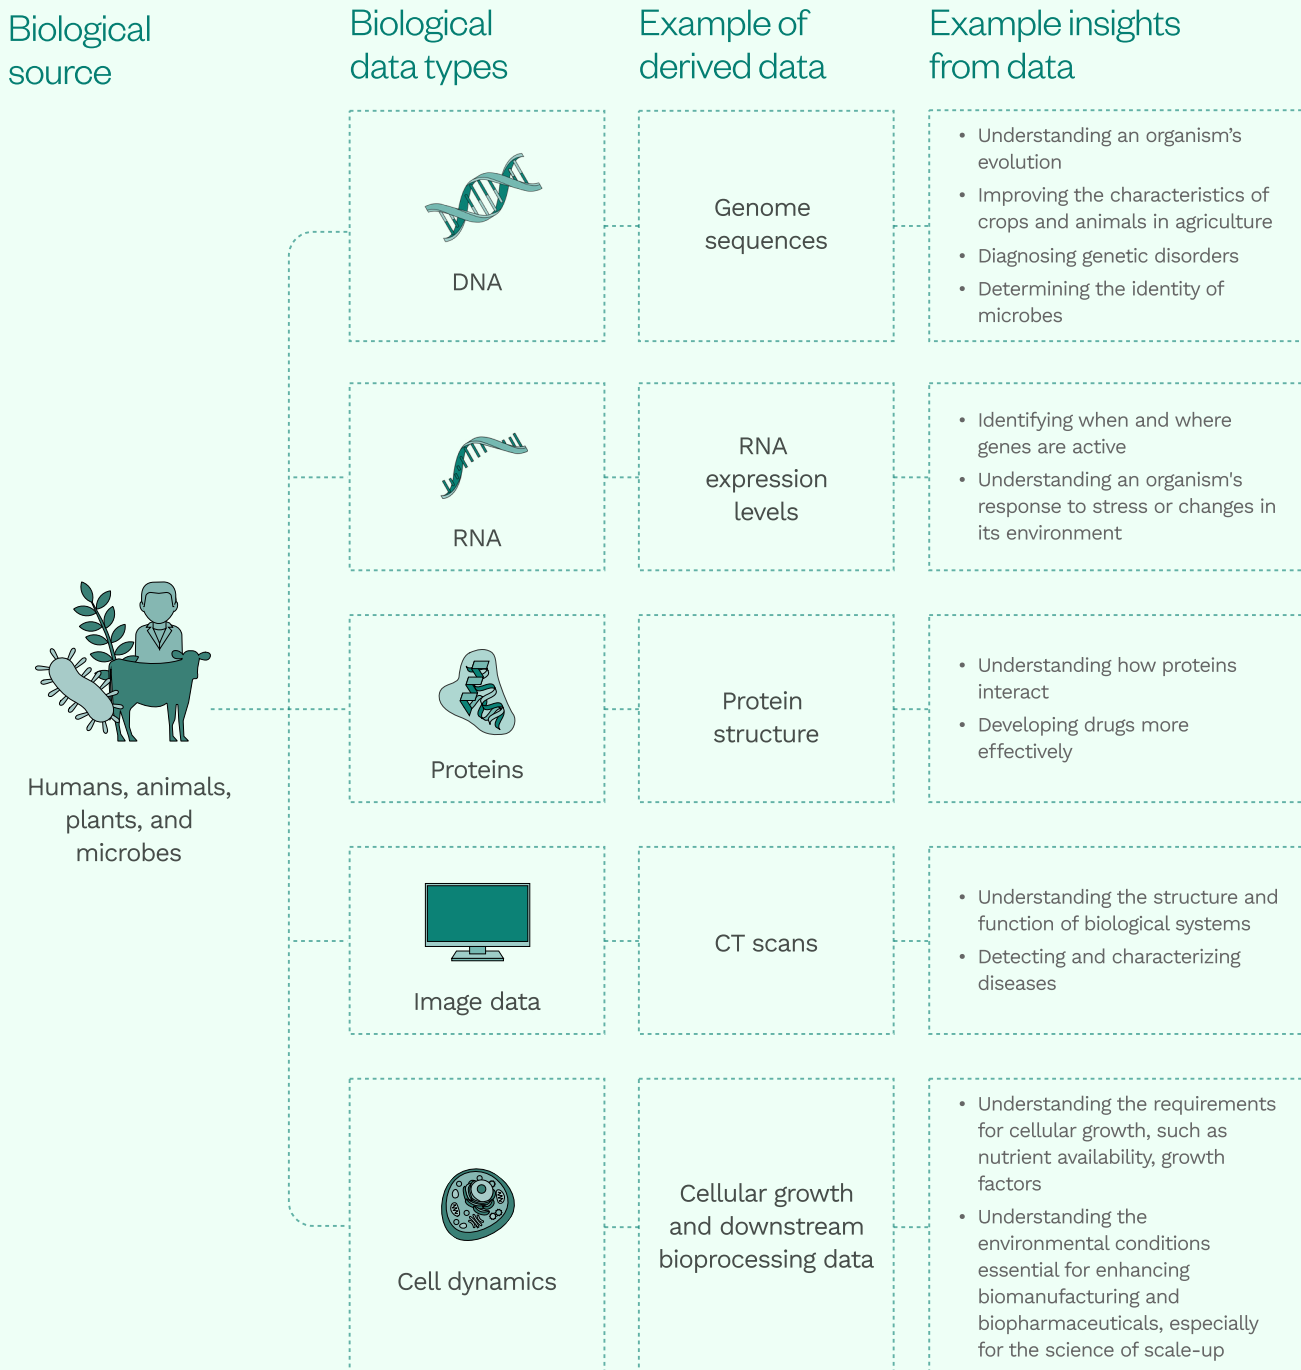 Biological
source
Biological
data types
Example of
derived data
Example insights
from data
Humans, animals,
plants, and
microbes
DNA
Genome
sequences
• Understanding an organism’s
evolution
• Improving the characteristics of
crops and animals in agriculture
• Diagnosing genetic disorders
• Determining the identity of
microbes
RNA
RNA
expression
levels
• Identifying when and where
genes are active
• Understanding an organism's
response to stress or changes in
its environment
Proteins
Protein
structure
• Understanding how proteins
interact
• Developing drugs more
effectively
Image data
CT scans
• Understanding the structure and
function of biological systems
• Detecting and characterizing
diseases
Cell dynamics
Cellular growth
and downstream
bioprocessing data
• Understanding the requirements
for cellular growth, such as
nutrient availability, growth
factors
• Understanding the
environmental conditions
essential for enhancing
biomanufacturing and
biopharmaceuticals, especially
for the science of scale-up